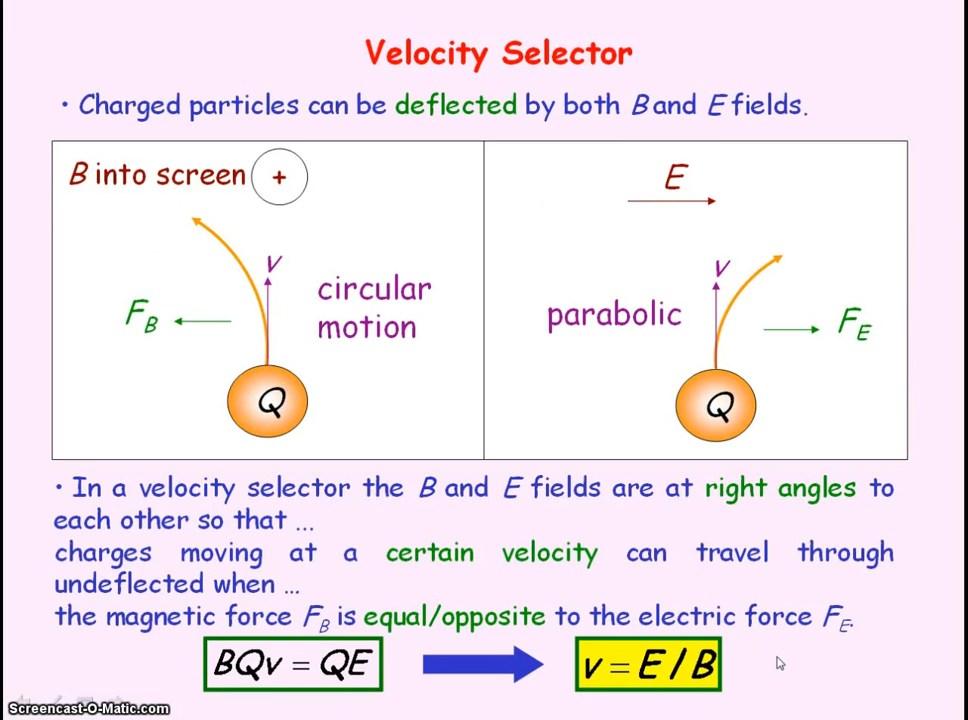 Velocity Selector
• Charged particles can be deflected by both B and E fields.
B into screen +
E
v
circular
motion
F_B
Q
v
parabolic
F_E
Q
• In a velocity selector the B and E fields are at right angles to
each other so that ...
charges moving at a certain velocity can travel through
undeflected when ...
the magnetic force F_B is equal/opposite to the electric force F_E.
BQv = QE
v = E / B
Screencast-O-Matic.com